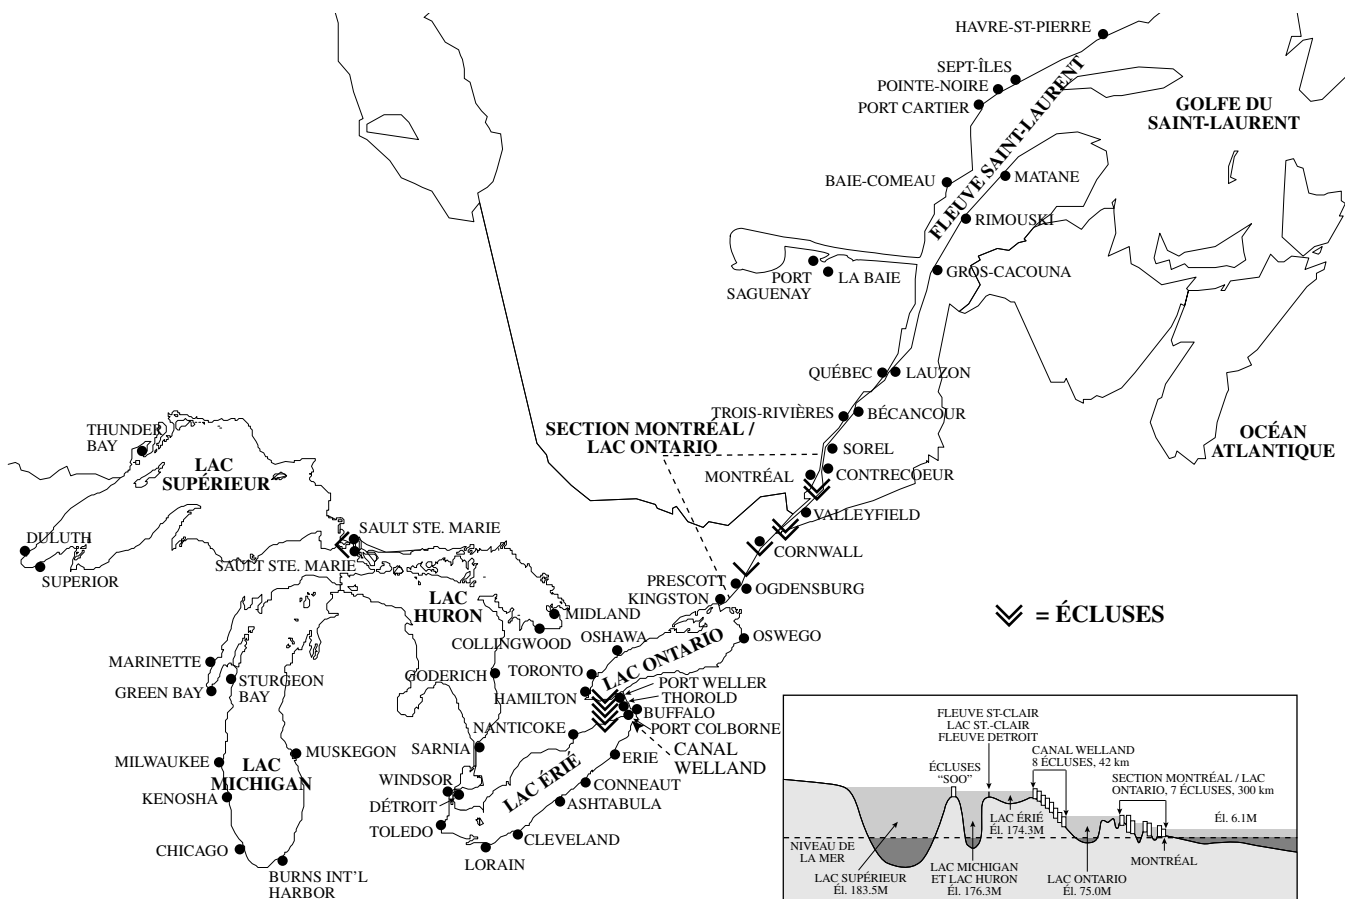 HAVRE-ST-PIERRE
SEPT-ÎLES
POINTE-NOIRE
PORT CARTIER
GOLFE DU
SAINT-LAURENT
FLEUVE SAINT-LAURENT
BAIE-COMEAU
MATANE
RIMOUSKI
PORT
SAGUENAY
LA BAIE
GROS-CACOUNA
QUÉBEC
LAUZON
TROIS-RIVIÈRES
BÉCANCOUR
SECTION MONTRÉAL /
LAC ONTARIO
SOREL
OCÉAN
ATLANTIQUE
MONTRÉAL
CONTRECOEUR
THUNDER
BAY
LAC
SUPÉRIEUR
VALLEYFIELD
SAULT STE. MARIE
DULUTH
CORNWALL
SAULT STE. MARIE
SUPERIOR
PRESCOTT
OGDENSBURG
KINGSTON
LAC
HURON
MIDLAND
= ÉCLUSES
COLLINGWOOD
OSHAWA
OSWEGO
LAC ONTARIO
MARINETTE
GODERICH
TORONTO
STURGEON
BAY
GREEN BAY
PORT WELLER
HAMILTON
THOROLD
BUFFALO
NANTICOKE
PORT COLBORNE
SARNIA
CANAL
WELLAND
ERIE
MUSKEGON
MILWAUKEE
LAC
MICHIGAN
WINDSOR
LAC ÉRIÉ
CONNEAUT
KENOSHA
DÉTROIT
ASHTABULA
TOLEDO
CLEVELAND
CHICAGO
LORAIN
BURNS INT'L
HARBOR
FLEUVE ST-CLAIR
LAC ST.-CLAIR
FLEUVE DETROIT
CANAL WELLAND
8 ÉCLUSES, 42 km
ÉCLUSES
“SOO”
SECTION MONTRÉAL / LAC
ONTARIO, 7 ÉCLUSES, 300 km
LAC ÉRIÉ
Él. 174.3M
Él. 6.1M
NIVEAU DE
LA MER
MONTRÉAL
LAC SUPÉRIEUR
Él. 183.5M
LAC MICHIGAN
ET LAC HURON
Él. 176.3M
LAC ONTARIO
Él. 75.0M